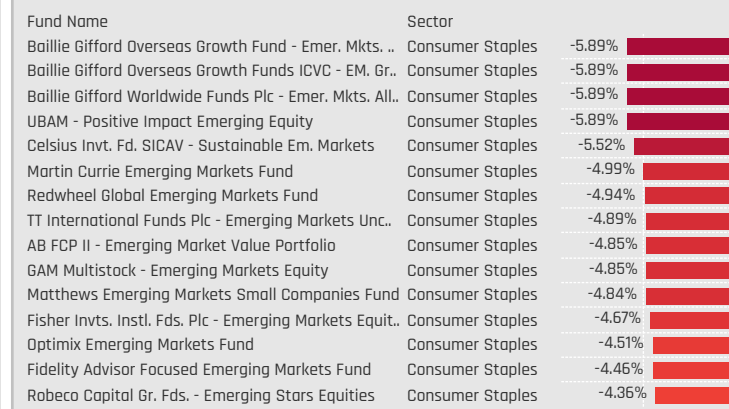 Fund Name Sector
Baillie Gifford Overseas Growth Fund - Emer. Mkts. .. Consumer Staples -5.89%
Baillie Gifford Overseas Growth Funds ICVC - EM. Gr.. Consumer Staples -5.89%
Baillie Gifford Worldwide Funds Plc - Emer. Mkts. All.. Consumer Staples -5.89%
UBAM - Positive Impact Emerging Equity Consumer Staples -5.89%
Celsius Invt. Fd. SICAV - Sustainable Em. Markets Consumer Staples -5.52%
Martin Currie Emerging Markets Fund Consumer Staples -4.99%
Redwheel Global Emerging Markets Fund Consumer Staples -4.94%
TT International Funds Plc - Emerging Markets Unc.. Consumer Staples -4.89%
AB FCP II - Emerging Market Value Portfolio Consumer Staples -4.85%
GAM Multistock - Emerging Markets Equity Consumer Staples -4.85%
Matthews Emerging Markets Small Companies Fund Consumer Staples -4.84%
Fisher Invts. Instl. Fds. Plc - Emerging Markets Equit.. Consumer Staples -4.67%
Optimix Emerging Markets Fund Consumer Staples -4.51%
Fidelity Advisor Focused Emerging Markets Fund Consumer Staples -4.46%
Robeco Capital Gr. Fds. - Emerging Stars Equities Consumer Staples -4.36%